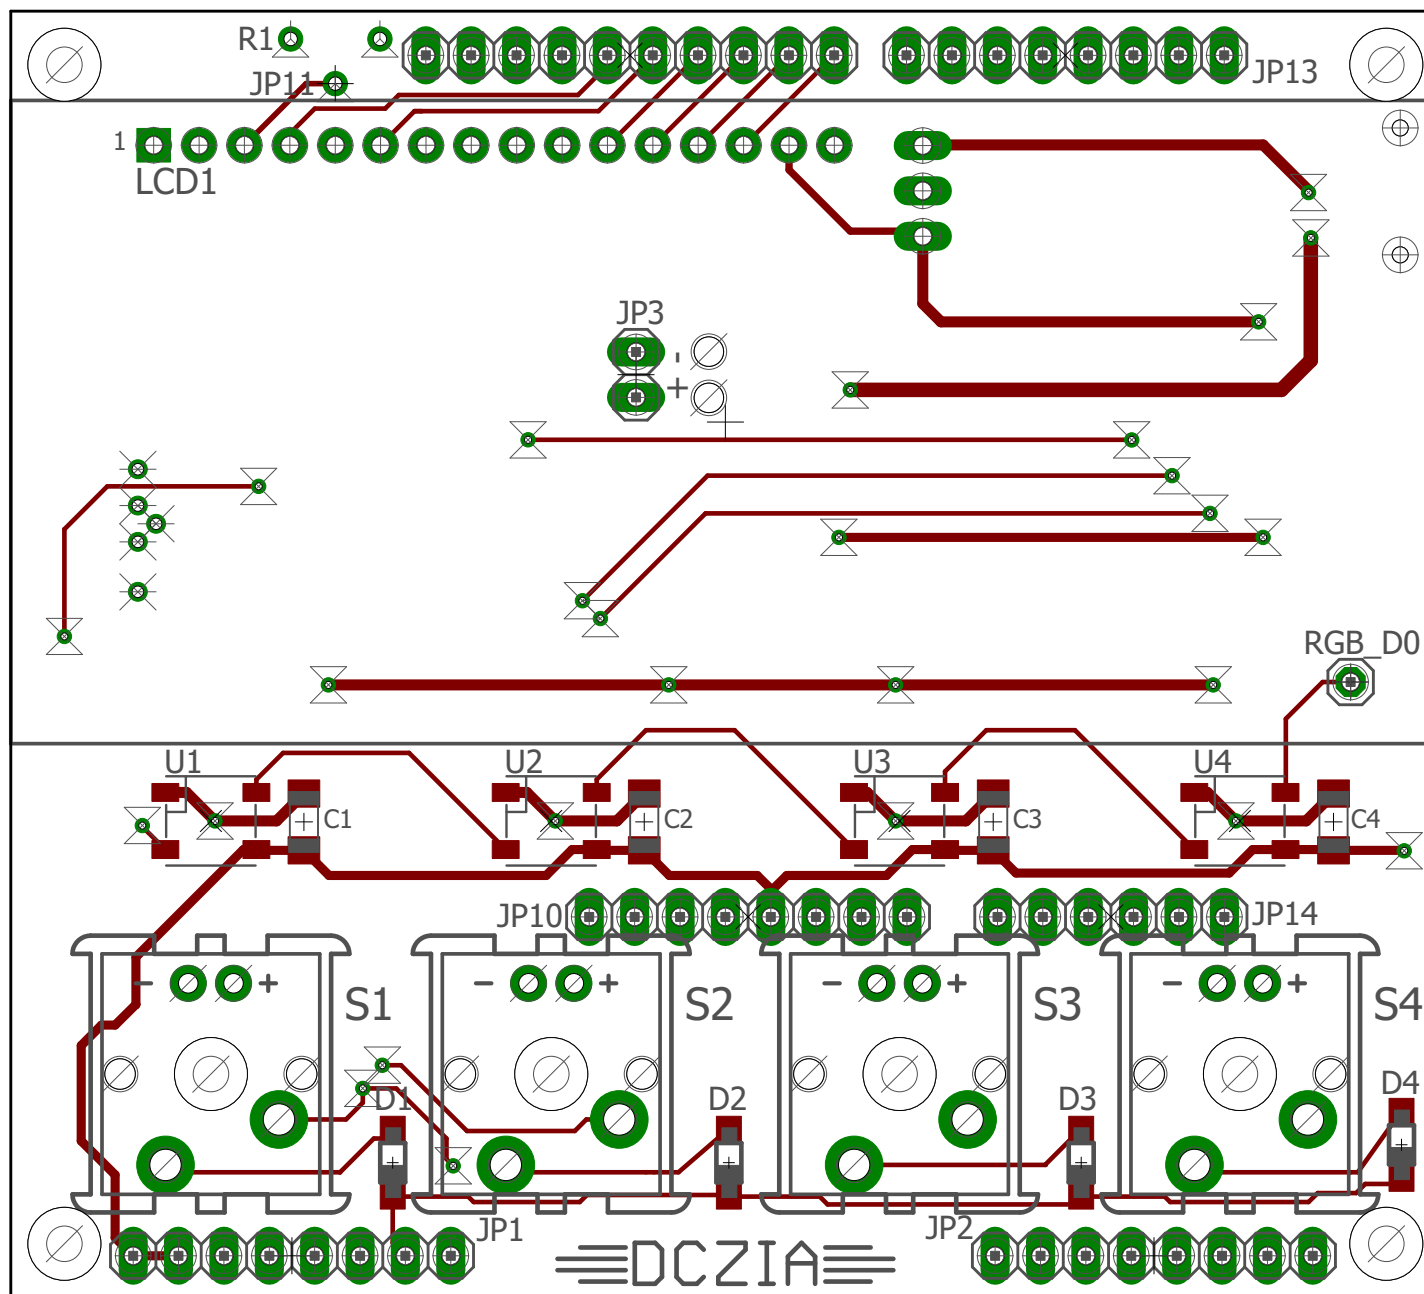 R1
JP11
JP13
1
LCD1
JP3
-
+
RGB_D0
U1
U2
U3
U4
C1
C2
C3
C4
JP10
JP14
- +
- +
- +
- +
S1
S2
S3
S4
D1
D2
D3
D4
JP1
JP2
DCZIA